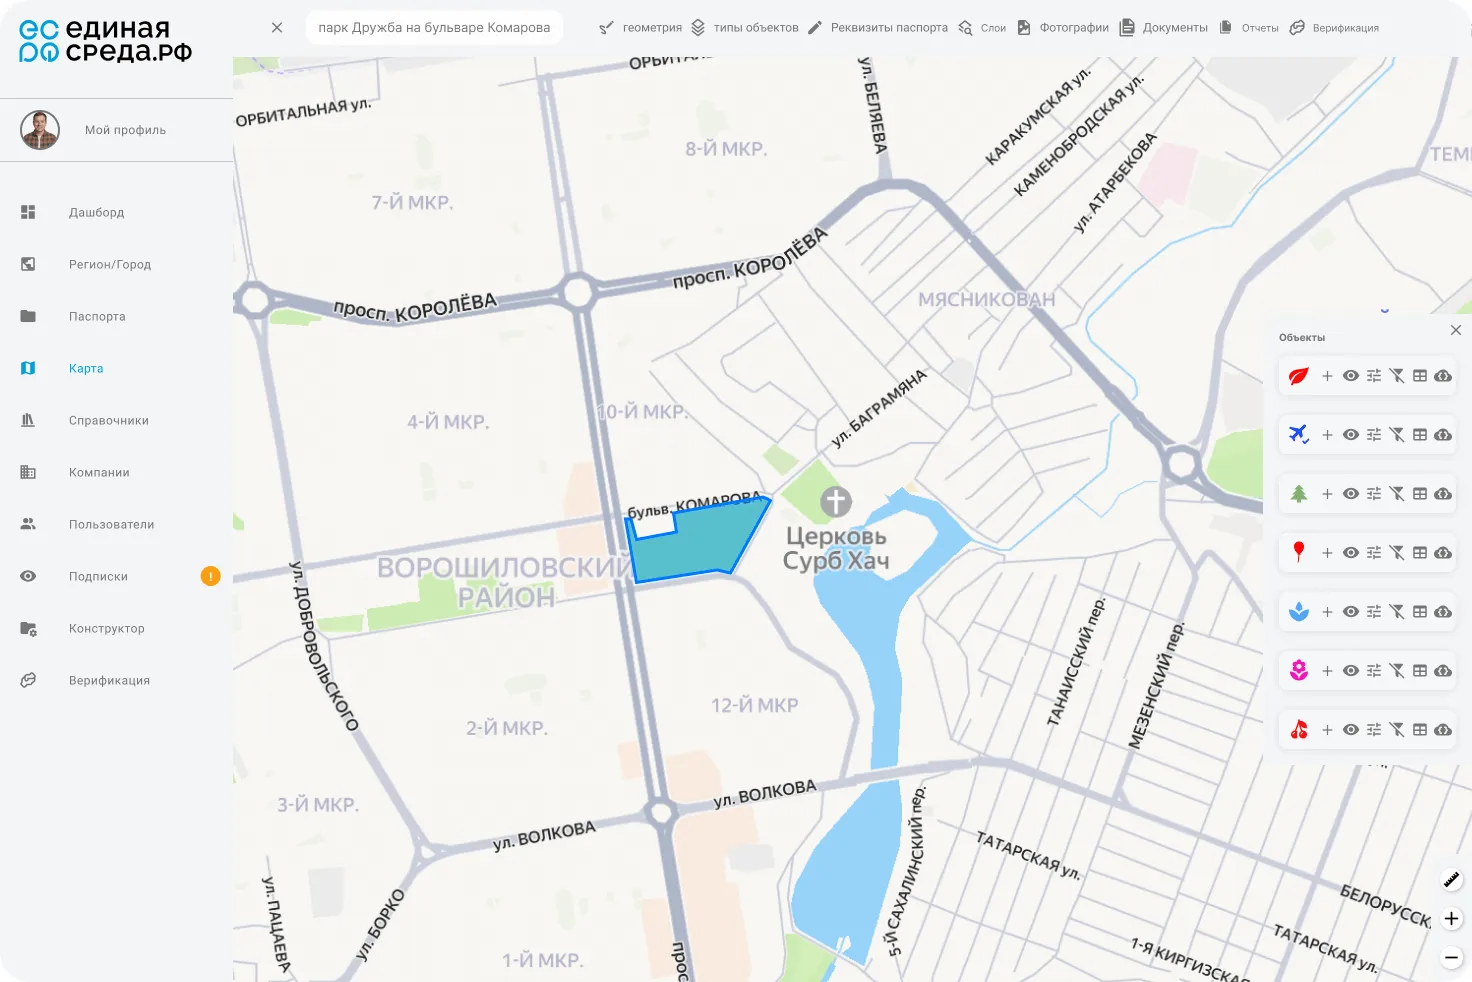 ЕДИНАЯ
СРЕДА.РФ
парк Дружба на бульваре Комарова
геометрия
типы объектов
Реквизиты паспорта
Слои
Фотографии
Документы
Отчеты
Верификация
Мой профиль
Дашборд
Регион/Город
Паспорта
Карта
Справочники
Компании
Пользователи
Подписки
!
Конструктор
Верификация
ОРБИТАЛЬНАЯ ул.
8-Й МКР.
7-Й МКР.
ул. БЕЛЯЕВА
КАРАКУМСКАЯ ул.
КАМЕНОБРОДСКАЯ ул.
ул. АТАРБЕКОВА
просп. КОРОЛЁВА
просп. КОРОЛЁВА
МЯСНИКОВАН
4-Й МКР.
10-Й МКР.
ул. БАГРАМЯНА
бульв. КОМАРОВА
Церковь
Сурб Хач
ВОРОШИЛОВСКИЙ
РАЙОН
ул. ДОБРОВОЛЬСКОГО
2-Й МКР.
12-Й МКР
ТАНАИССКИЙ пер.
МЕЗЕНСКИЙ пер.
3-Й МКР.
ул. ВОЛКОВА
ул. ВОЛКОВА
5-Й САХАЛИНСКИЙ пер.
ТАТАРСКАЯ ул.
ул. ПАЦАЕВА
ул. БОРКО
1-Й МКР.
ТАТАРСКАЯ ул.
1-Я КИРГИЗСКАЯ
Объекты